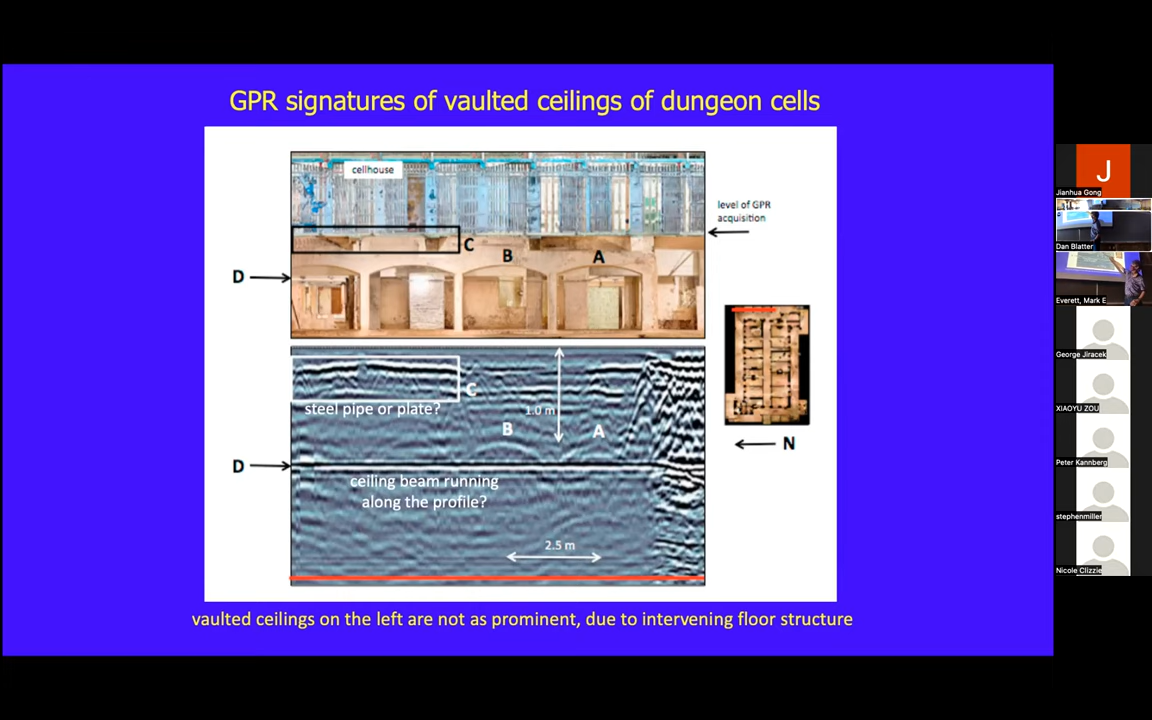 GPR signatures of vaulted ceilings of dungeon cells
cellhouse
level of GPR
acquisition
C
B
A
D
C
steel pipe or plate?
1.0 m
B
A
D
ceiling beam running
along the profile?
2.5 m
N
vaulted ceilings on the left are not as prominent, due to intervening floor structure
J
Jianhua Gong
Dan Blatter
Everett, Mark E
George Jiracek
XIAOYU ZOU
Peter Kannberg
stephenmiller
Nicole Clizzie